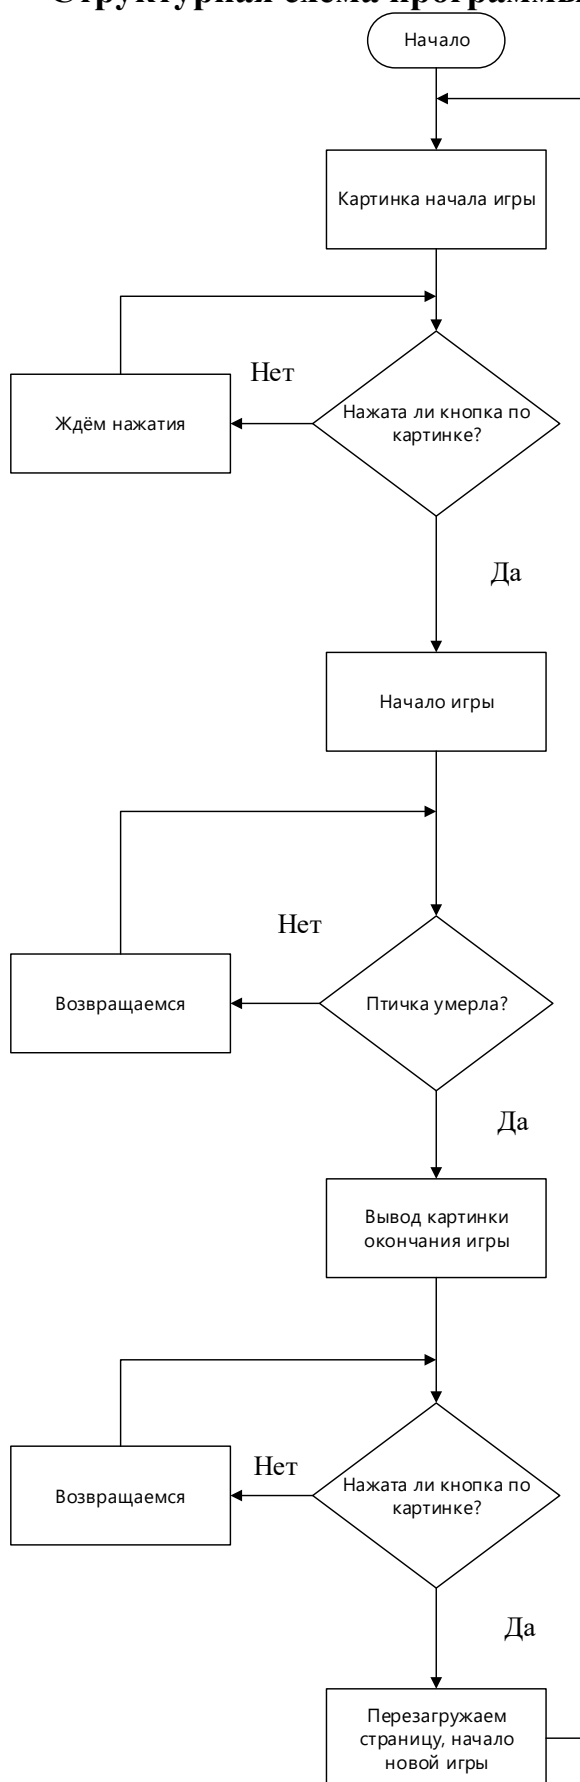 Структурная схема программы
Начало
Картинка начала игры
Нет
Ждём нажатия
Нажата ли кнопка по
картинке?
Да
Начало игры
Нет
Возвращаемся
Птичка умерла?
Да
Вывод картинки
окончания игры
Нет
Возвращаемся
Нажата ли кнопка по
картинке?
Да
Перезагружаем
страницу, начало
новой игры